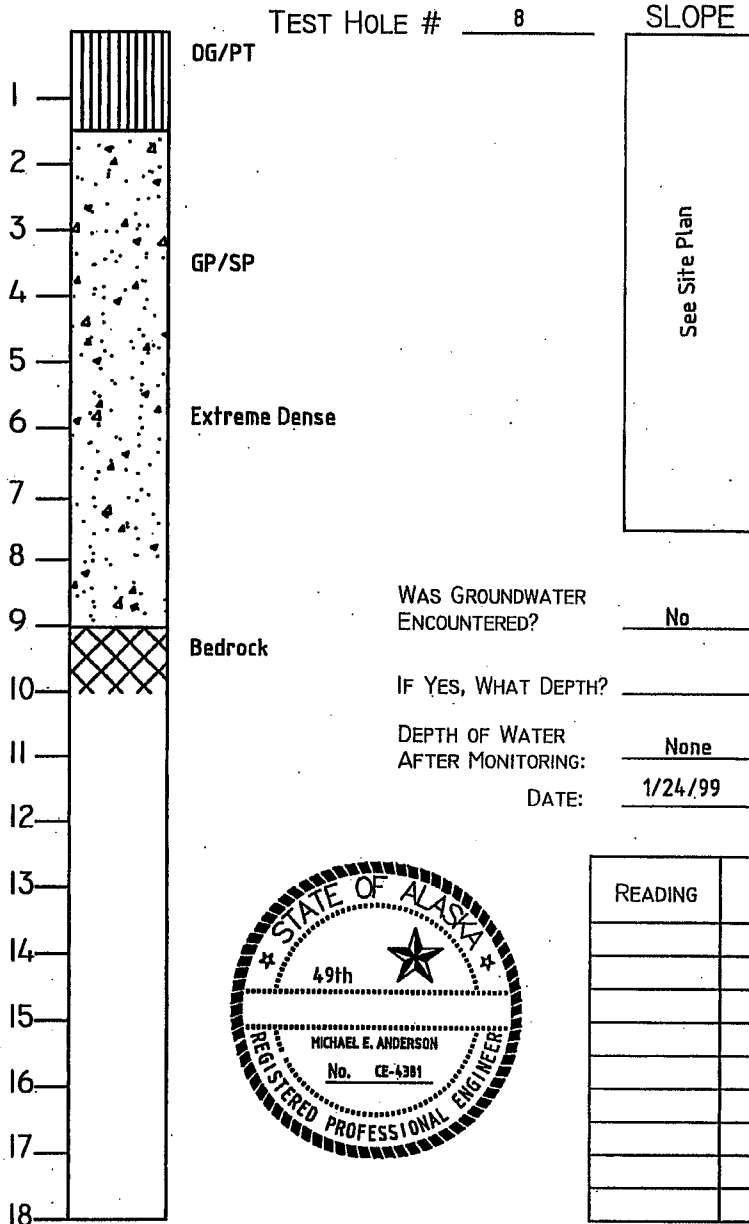 TEST HOLE # 8
SLOPE
OG/PT
1
2
3
GP/SP
4
5
Extreme Dense
6
7
8
9
Bedrock
10
11
12
13
14
15
16
17
18
See Site Plan
WAS GROUNDWATER
ENCOUNTERED? No
IF YES, WHAT DEPTH?
DEPTH OF WATER
AFTER MONITORING: None
DATE: 1/24/99
READING
STATE OF ALASKA
49th
MICHAEL E. ANDERSON
No. CE-4381
REGISTERED PROFESSIONAL ENGINEER